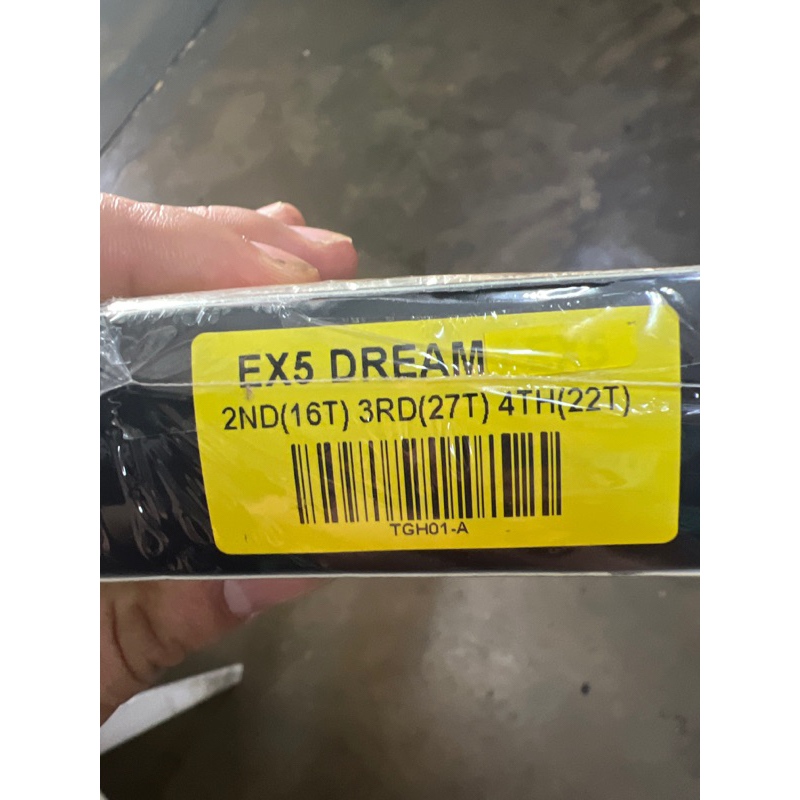 EX5 DREAM
2ND(16T) 3RD(27T) 4TH(22T)
TGH01-A